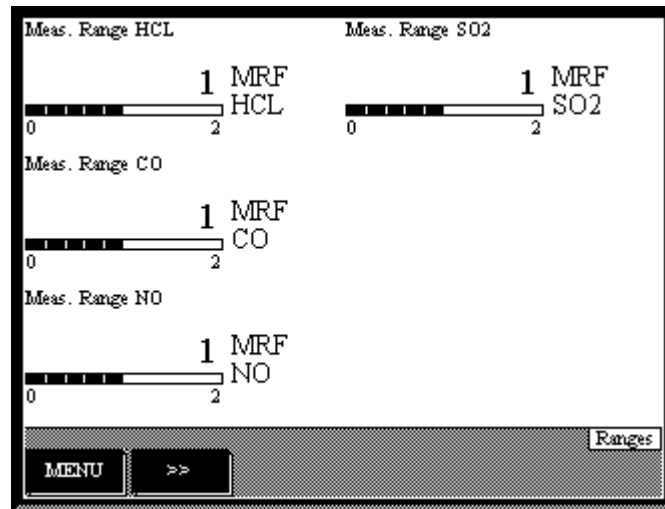 Meas. Range HCL
1 MRF
HCL
0 2
Meas. Range SO2
1 MRF
SO2
0 2
Meas. Range CO
1 MRF
CO
0 2
Meas. Range NO
1 MRF
NO
0 2
Ranges
MENU >>